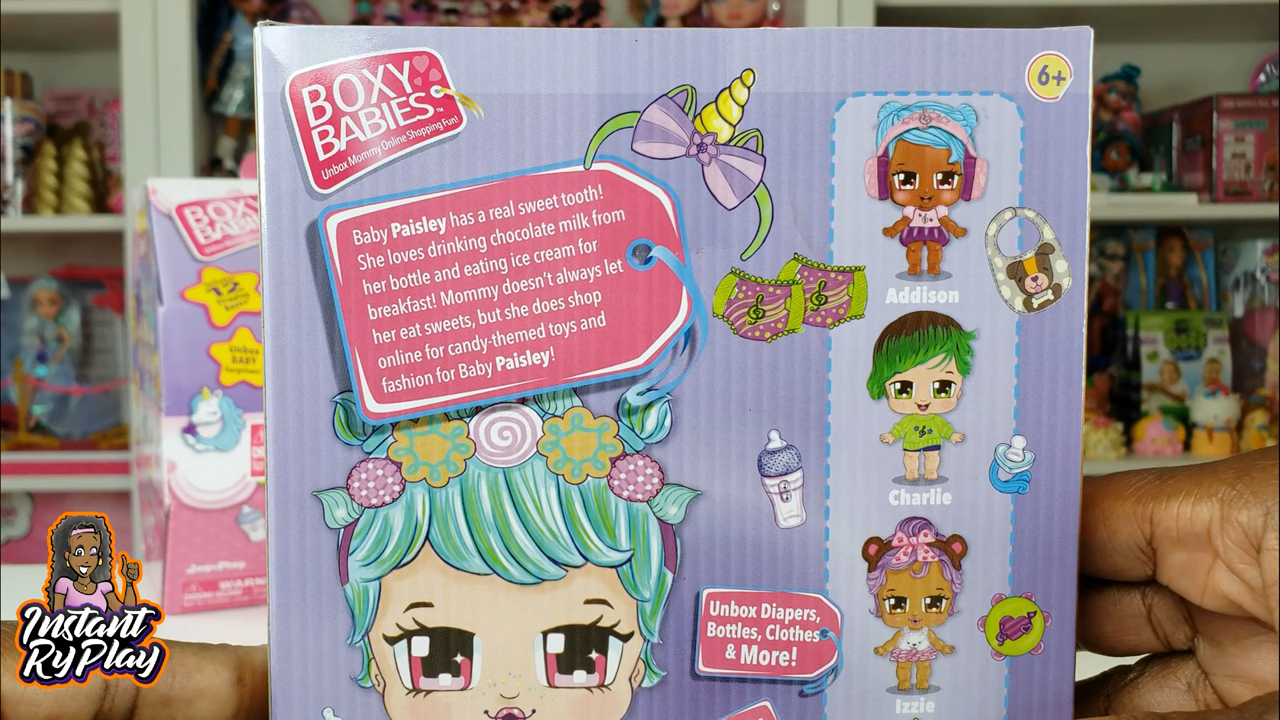 BOXY
BABIES™
Unbox Mommy Online Shopping Fun!
6+
Baby Paisley has a real sweet tooth!
She loves drinking chocolate milk from
her bottle and eating ice cream for
breakfast! Mommy doesn't always let
her eat sweets, but she does shop
online for candy-themed toys and
fashion for Baby Paisley!
Addison
Charlie
Izzie
Unbox Diapers,
Bottles, Clothes
& More!
BOXY
BA
12
Unbox
BABY
WARN
Instant
RyPlay